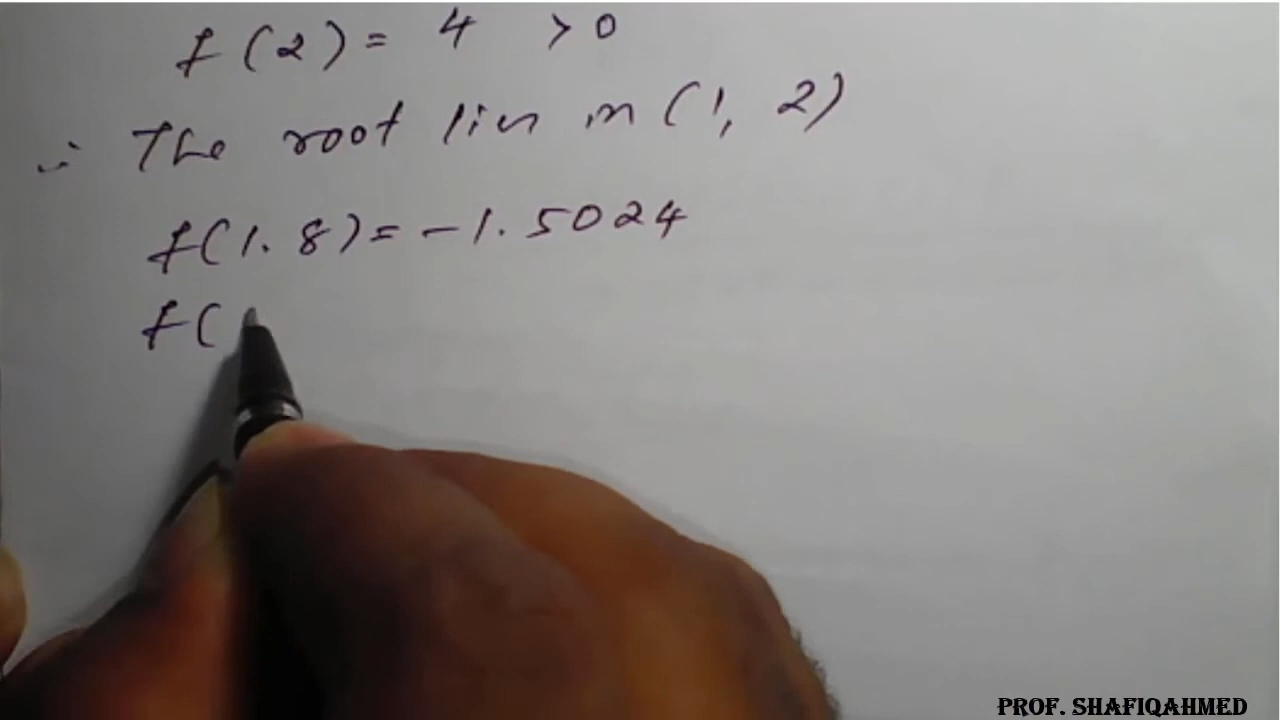 f(2) = 4 > 0
∴ The root lies in (1, 2)
f(1.8) = -1.5024
f(
PROF. SHAFIQAHMED